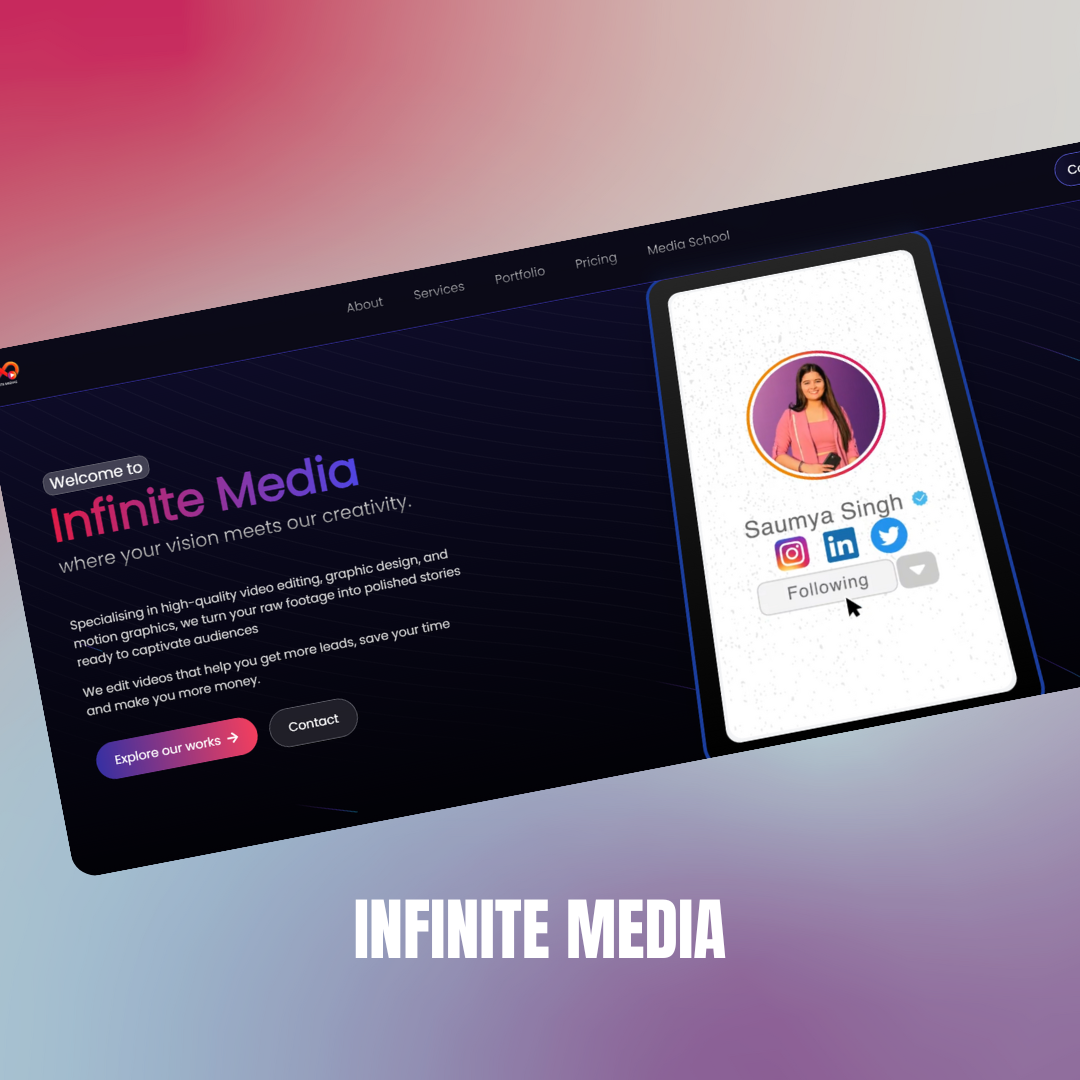 About
Services
Portfolio
Pricing
Media School
Welcome to
Infinite Media
where your vision meets our creativity.
Specialising in high-quality video editing, graphic design, and
motion graphics, we turn your raw footage into polished stories
ready to captivate audiences
We edit videos that help you get more leads, save your time
and make you more money.
Explore our works
Contact
Saumya Singh
in
Following
INFINITE MEDIA